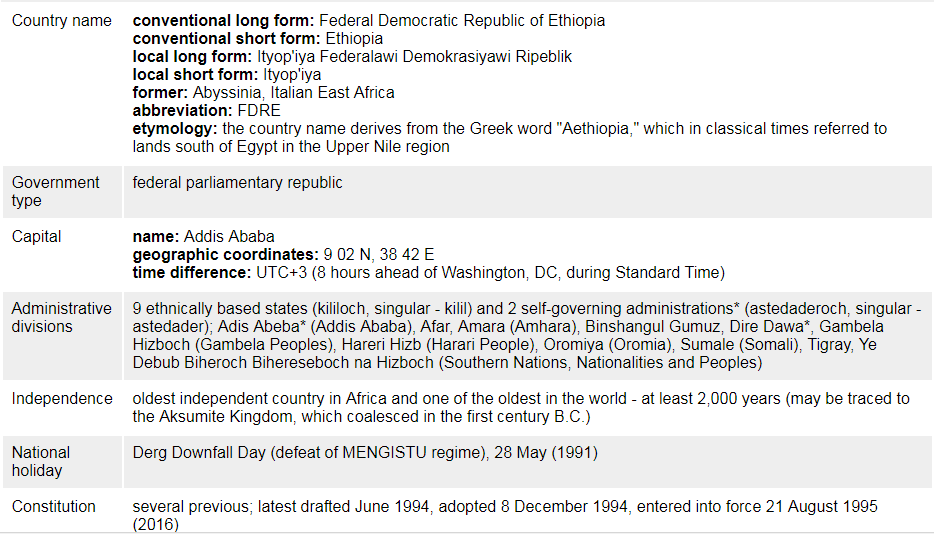 Country name
conventional long form: Federal Democratic Republic of Ethiopia
conventional short form: Ethiopia
local long form: Ityop'iya Federalawi Demokrasiyawi Ripeblik
local short form: Ityop'iya
former: Abyssinia, Italian East Africa
abbreviation: FDRE
etymology: the country name derives from the Greek word "Aethiopia," which in classical times referred to
lands south of Egypt in the Upper Nile region
Government
type
federal parliamentary republic
Capital
name: Addis Ababa
geographic coordinates: 9 02 N, 38 42 E
time difference: UTC+3 (8 hours ahead of Washington, DC, during Standard Time)
Administrative
divisions
9 ethnically based states (kililoch, singular - kilil) and 2 self-governing administrations* (astedaderoch, singular -
astedader); Adis Abeba* (Addis Ababa), Afar, Amara (Amhara), Binshangul Gumuz, Dire Dawa*, Gambela
Hizboch (Gambela Peoples), Hareri Hizb (Harari People), Oromiya (Oromia), Sumale (Somali), Tigray, Ye
Debub Biheroch Bihereseboch na Hizboch (Southern Nations, Nationalities and Peoples)
Independence
oldest independent country in Africa and one of the oldest in the world - at least 2,000 years (may be traced to
the Aksumite Kingdom, which coalesced in the first century B.C.)
National
holiday
Derg Downfall Day (defeat of MENGISTU regime), 28 May (1991)
Constitution
several previous; latest drafted June 1994, adopted 8 December 1994, entered into force 21 August 1995
(2016)